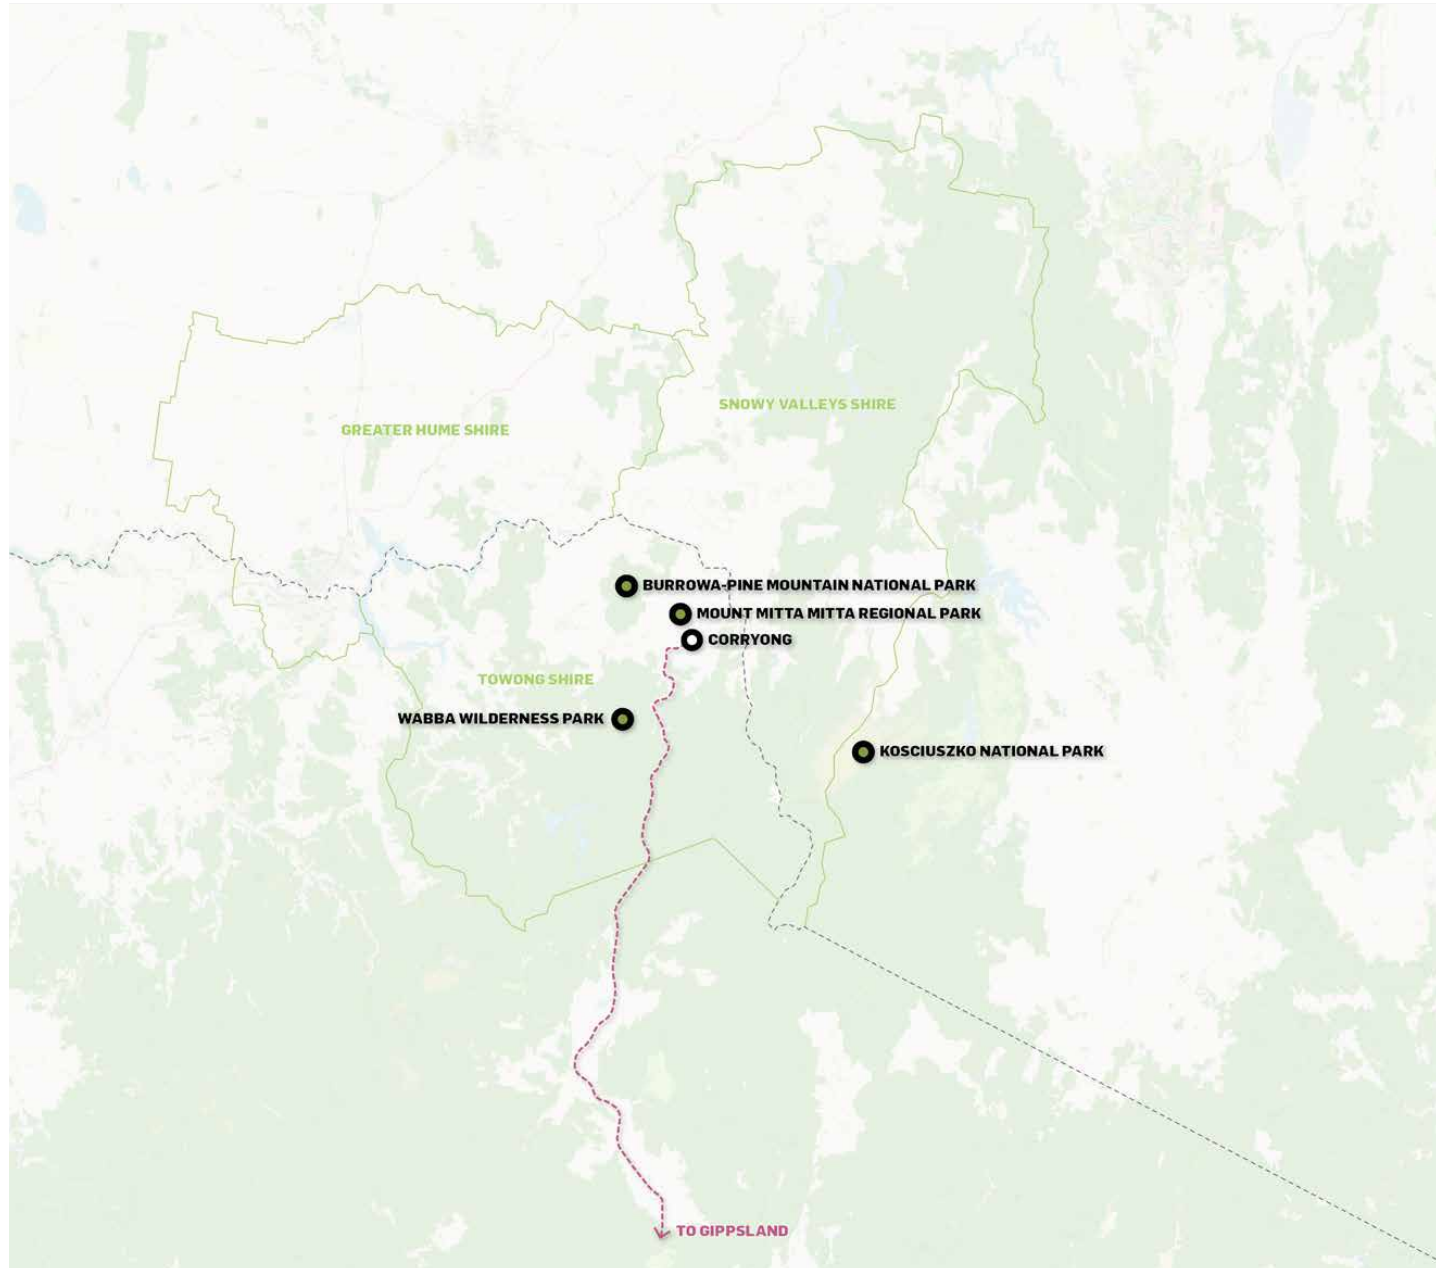 SNOWY VALLEYS SHIRE
GREATER HUME SHIRE
BURROWA-PINE MOUNTAIN NATIONAL PARK
MOUNT MITTA MITTA REGIONAL PARK
CORRYONG
TOWONG SHIRE
WABBA WILDERNESS PARK
KOSCIUSZKO NATIONAL PARK
TO GIPPSLAND